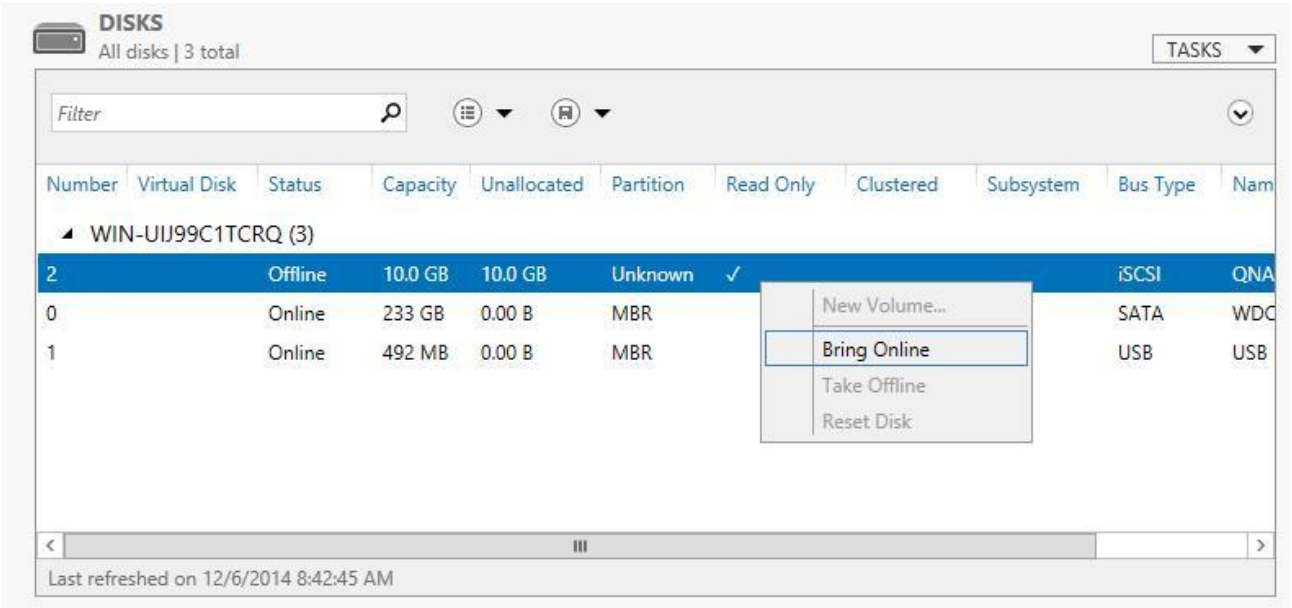 DISKS
All disks | 3 total
TASKS
Filter
Number Virtual Disk Status Capacity Unallocated Partition Read Only Clustered Subsystem Bus Type Nam
WIN-UIJ99C1TCRQ (3)
2 Offline 10.0 GB 10.0 GB Unknown ✓ iSCSI QNA
New Volume...
0 Online 233 GB 0.00 B MBR SATA WDC
Bring Online
1 Online 492 MB 0.00 B MBR USB USB
Take Offline
Reset Disk
Last refreshed on 12/6/2014 8:42:45 AM